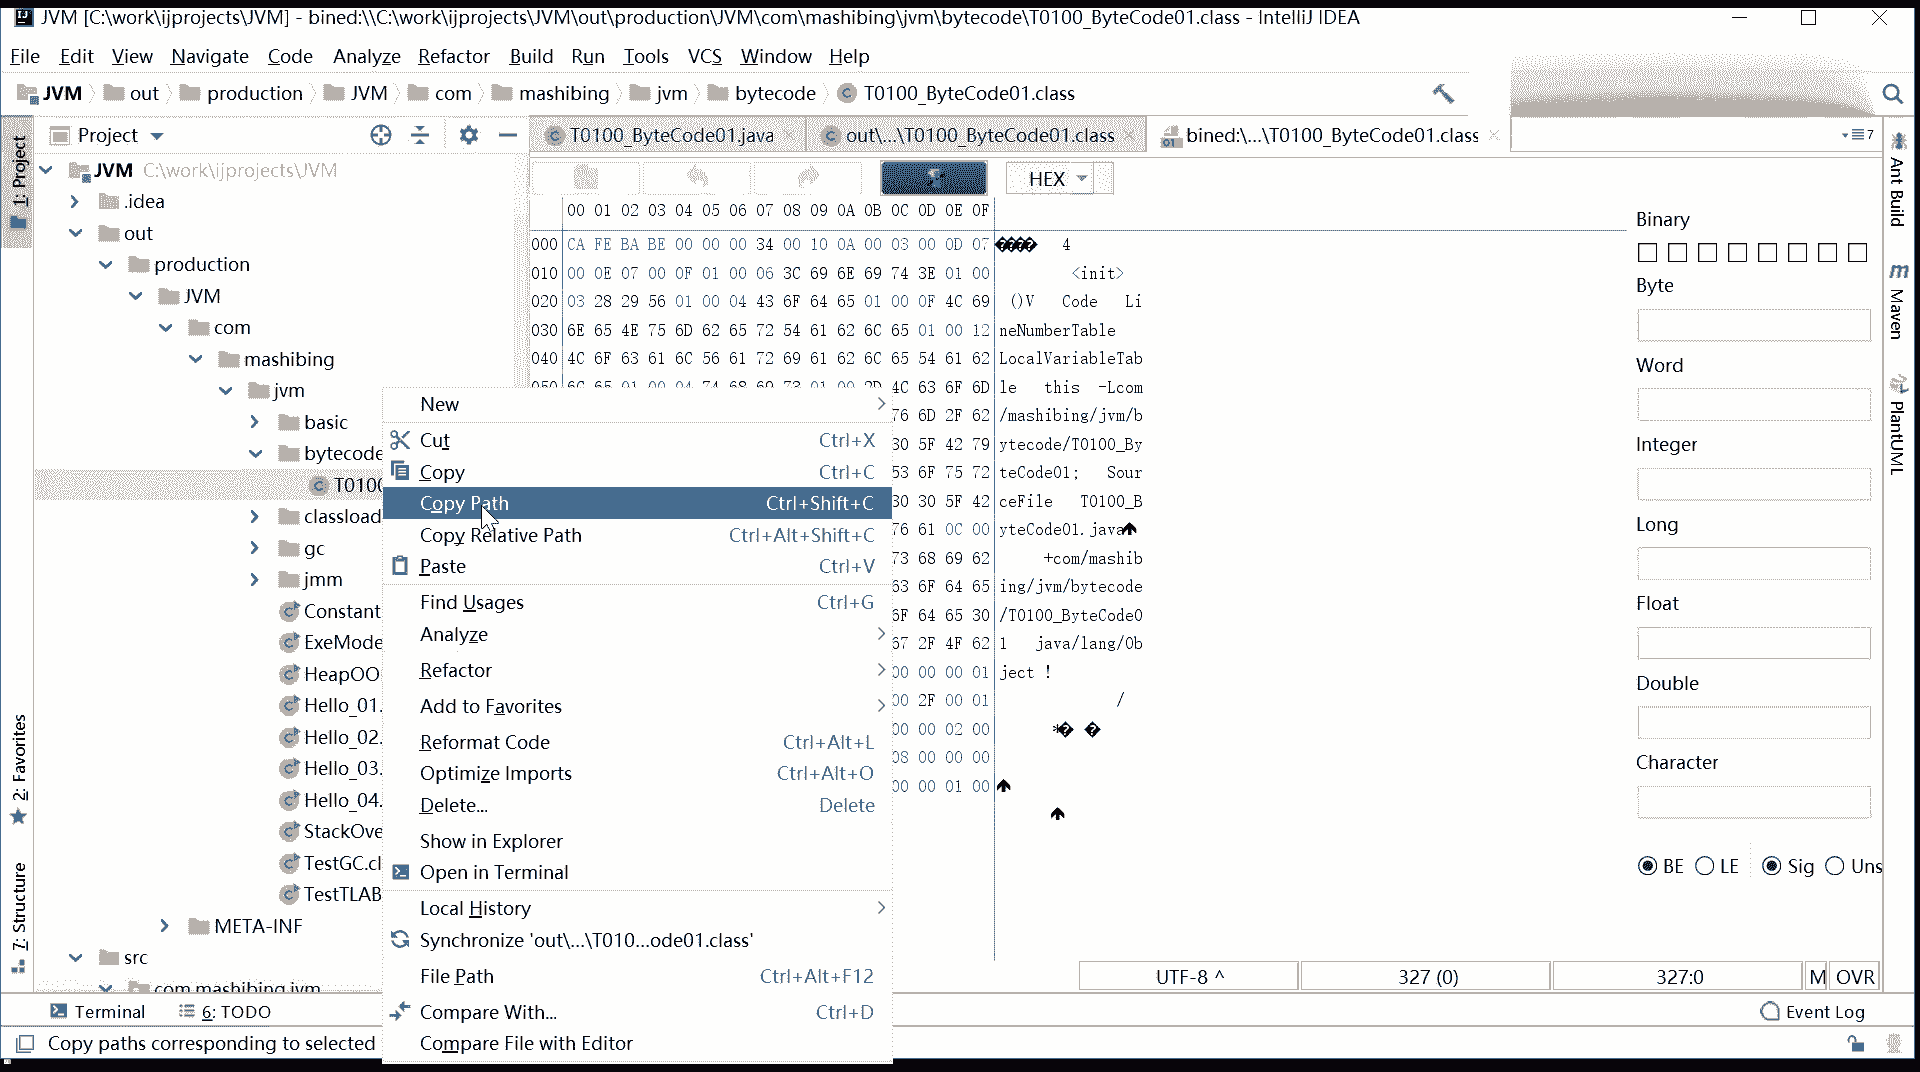 JVM [C:\work\ijprojects\JVM] - bined:\\C:\work\ijprojects\JVM\out\production\JVM\com\mashibing\jvm\bytecode\T0100_ByteCode01.class - IntelliJ IDEA
File Edit View Navigate Code Analyze Refactor Build Run Tools VCS Window Help
JVM out production JVM com mashibing jvm bytecode T0100_ByteCode01.class
1: Project
Project
T0100_ByteCode01.java out\...\T0100_ByteCode01.class bined:\...\T0100_ByteCode01.class 7
JVM C:\work\ijprojects\JVM
.idea
out
production
JVM
com
mashibing
jvm
basic
bytecode
T010
classload
gc
jmm
Constant
ExeMode
HeapOO
Hello_01.
Hello_02.
Hello_03.
Hello_04.
StackOve
TestGC.cl
TestTLAB
META-INF
src
com.mashibing.jvm
HEX
00 01 02 03 04 05 06 07 08 09 0A 0B 0C 0D 0E 0F
000 CA FE BA BE 00 00 00 34 00 10 0A 00 03 00 0D 07 4
010 00 0E 07 00 0F 01 00 06 3C 69 6E 69 74 3E 01 00 <init>
020 03 28 29 56 01 00 04 43 6F 64 65 01 00 0F 4C 69 ()V Code Li
030 6E 65 4E 75 6D 62 65 72 54 61 62 6C 65 01 00 12 neNumberTable
040 4C 6F 63 61 6C 56 61 72 69 61 62 6C 65 54 61 62 LocalVariableTab
050 6C 65 01 00 04 74 68 69 73 01 00 2D 4C 63 6F 6D le this -Lcom
76 6D 2F 62 /mashibing/jvm/b
30 5F 42 79 ytecode/T0100_By
53 6F 75 72 teCode01; Sour
30 30 5F 42 ceFile T0100_B
76 61 0C 00 yteCode01.java
73 68 69 62 +com/mashib
63 6F 64 65 ing/jvm/bytecode
6F 64 65 30 /T0100_ByteCode0
67 2F 4F 62 1 java/lang/Ob
00 00 00 01 ject !
00 2F 00 01 /
00 00 02 00 *
08 00 00 00
00 00 01 00
New
Cut Ctrl+X
Copy Ctrl+C
Copy Path Ctrl+Shift+C
Copy Relative Path Ctrl+Alt+Shift+C
Paste Ctrl+V
Find Usages Ctrl+G
Analyze
Refactor
Add to Favorites
Reformat Code Ctrl+Alt+L
Optimize Imports Ctrl+Alt+O
Delete... Delete
Show in Explorer
Open in Terminal
Local History
Synchronize 'out\...\T010...ode01.class'
File Path Ctrl+Alt+F12
Compare With... Ctrl+D
Compare File with Editor
Binary
Byte
Word
Integer
Long
Float
Double
Character
BE LE Sig Uns
Ant Build
m Maven
PlantUML
2: Favorites
7: Structure
UTF-8 ^ 327 (0) 327:0 M OVR
Terminal 6: TODO Event Log
Copy paths corresponding to selected